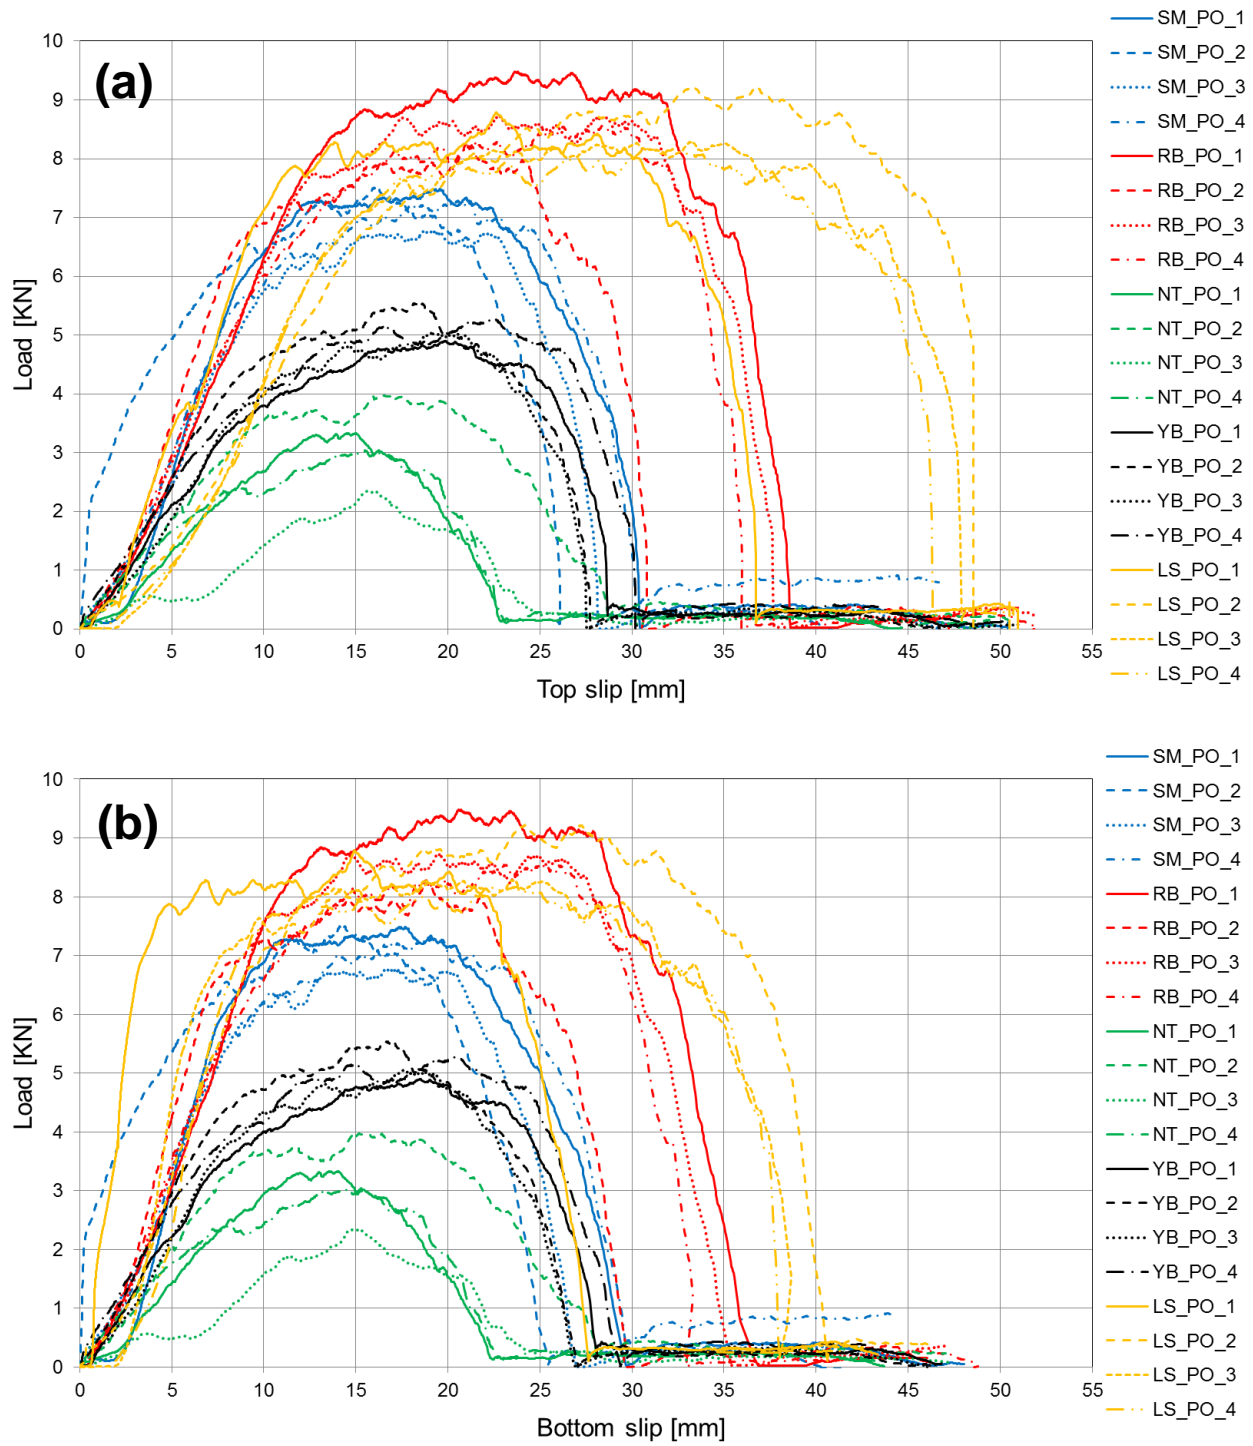 (a)
Load [KN]
10
9
8
7
6
5
4
3
2
1
0
0 5 10 15 20 25 30 35 40 45 50 55
Top slip [mm]
SM_PO_1
SM_PO_2
SM_PO_3
SM_PO_4
RB_PO_1
RB_PO_2
RB_PO_3
RB_PO_4
NT_PO_1
NT_PO_2
NT_PO_3
NT_PO_4
YB_PO_1
YB_PO_2
YB_PO_3
YB_PO_4
LS_PO_1
LS_PO_2
LS_PO_3
LS_PO_4
(b)
Load [KN]
10
9
8
7
6
5
4
3
2
1
0
0 5 10 15 20 25 30 35 40 45 50 55
Bottom slip [mm]
SM_PO_1
SM_PO_2
SM_PO_3
SM_PO_4
RB_PO_1
RB_PO_2
RB_PO_3
RB_PO_4
NT_PO_1
NT_PO_2
NT_PO_3
NT_PO_4
YB_PO_1
YB_PO_2
YB_PO_3
YB_PO_4
LS_PO_1
LS_PO_2
LS_PO_3
LS_PO_4